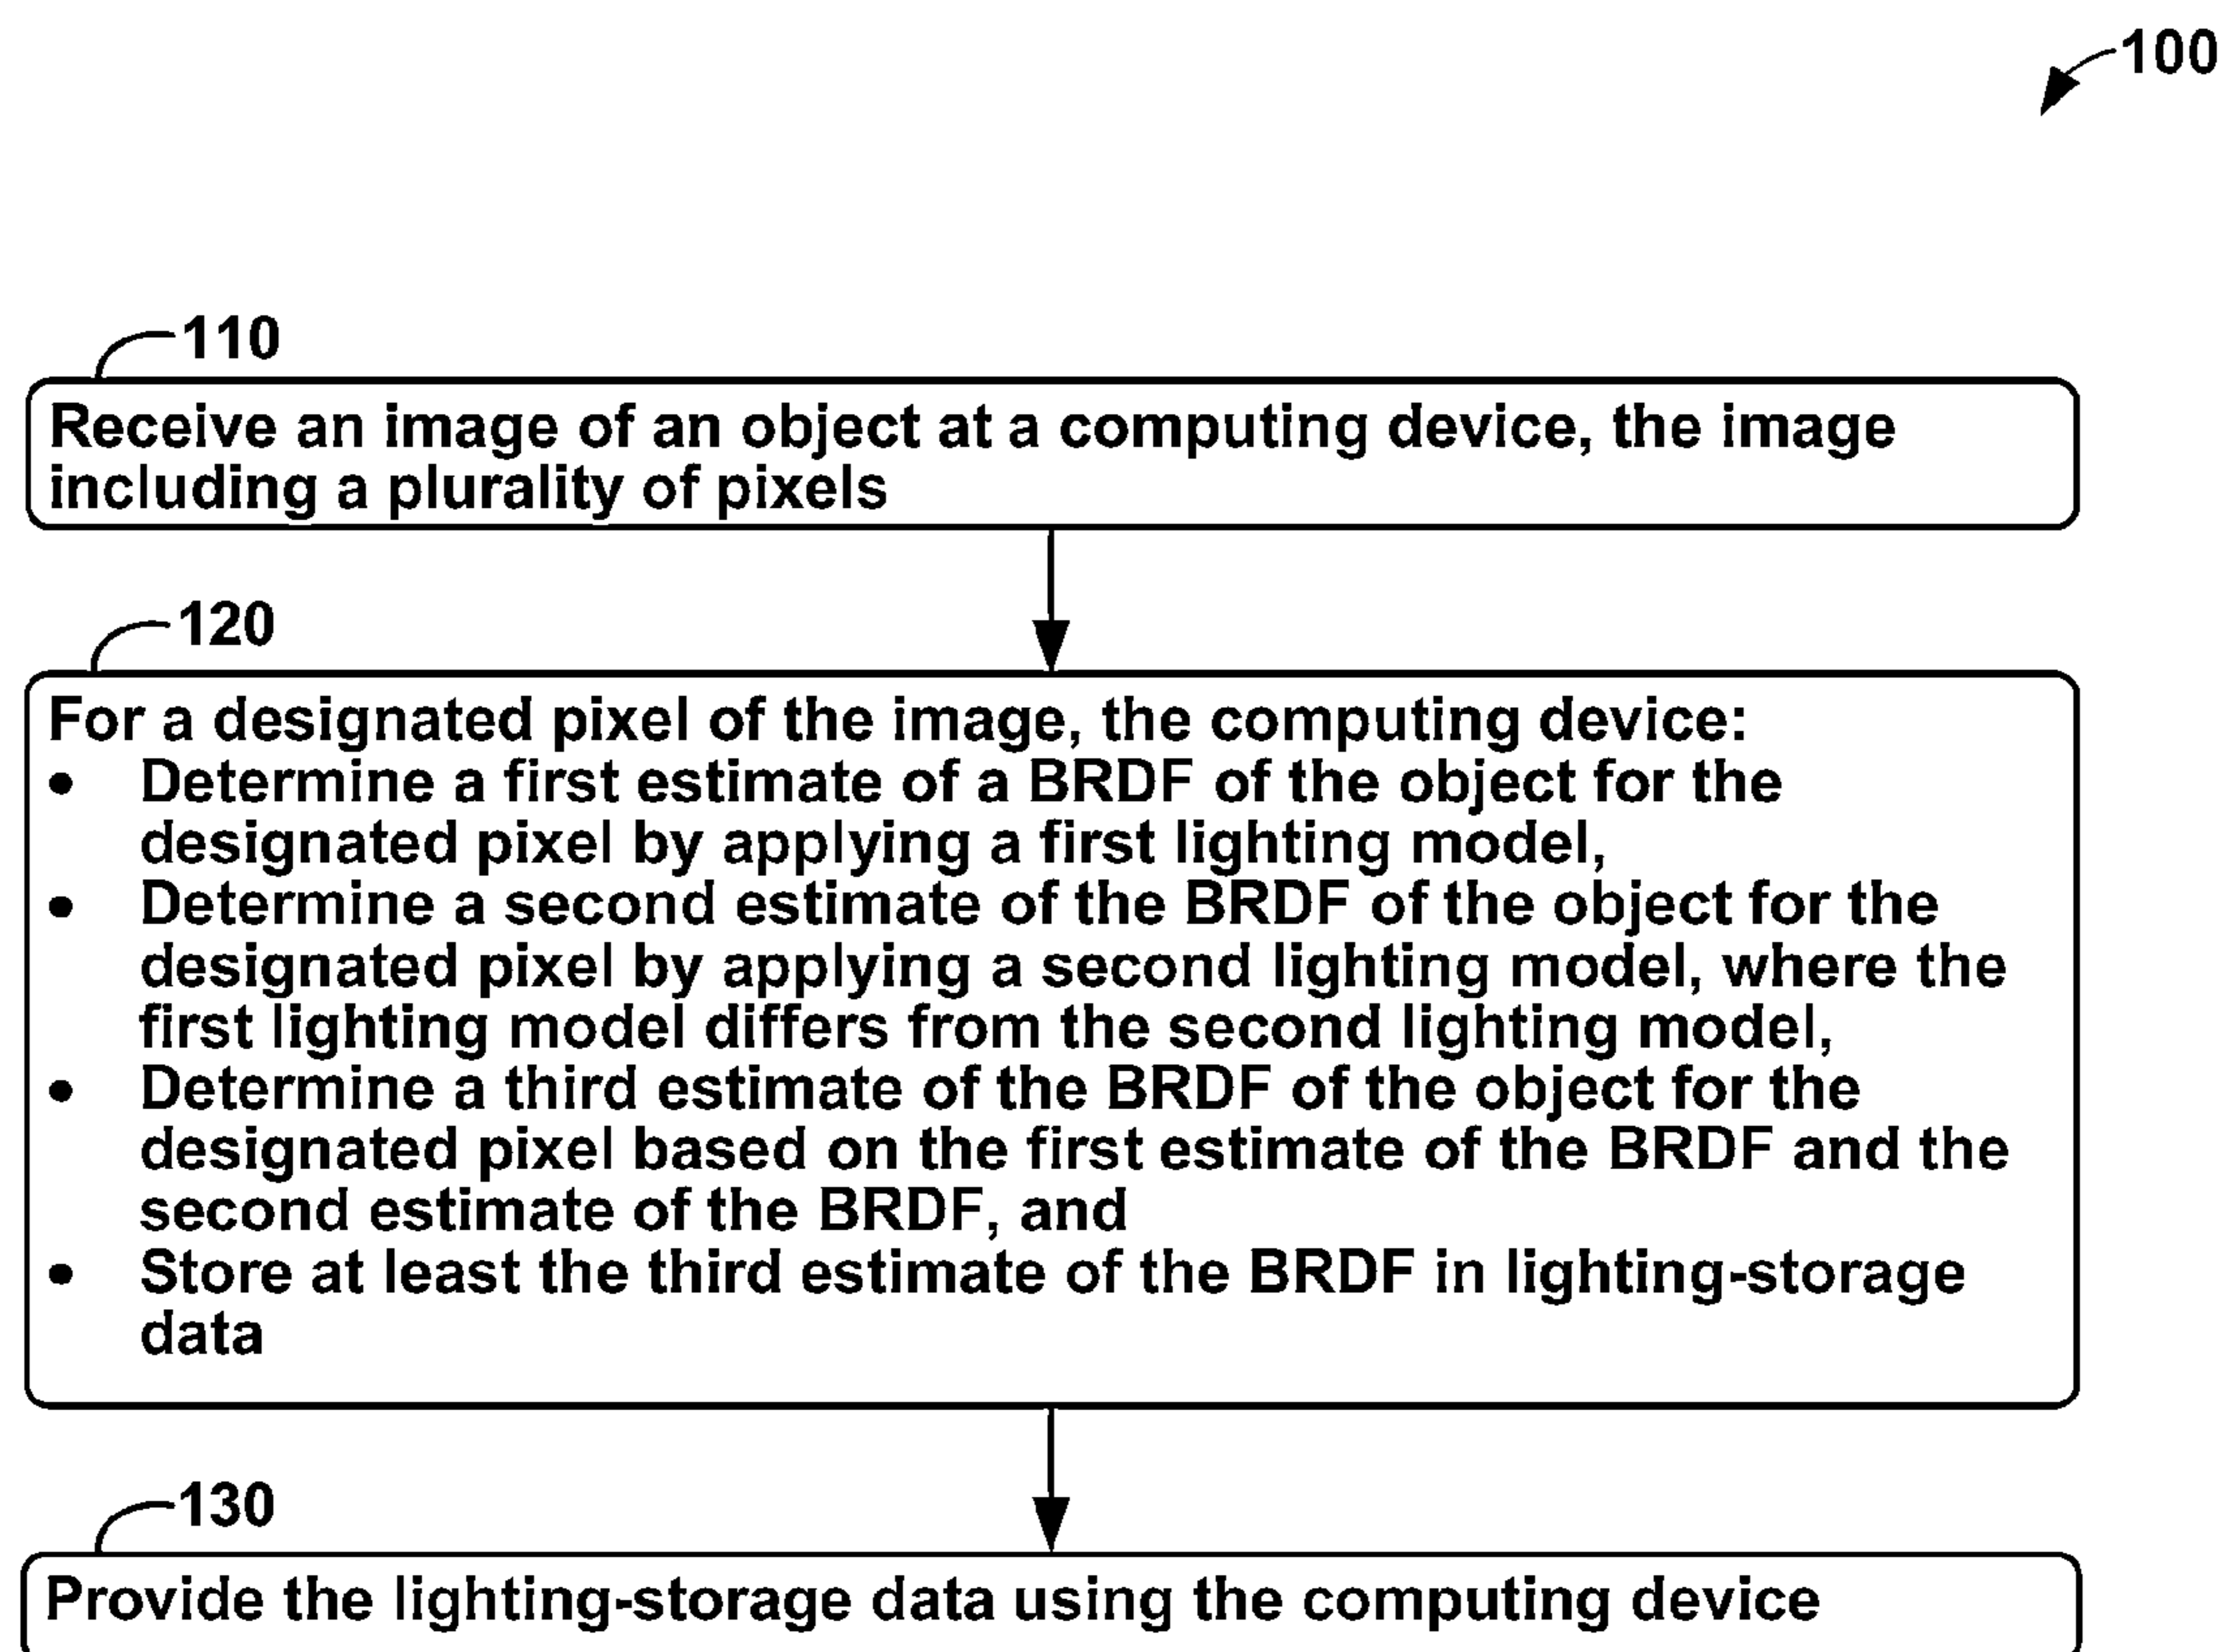 100
110
Receive an image of an object at a computing device, the image
including a plurality of pixels
120
For a designated pixel of the image, the computing device:
• Determine a first estimate of a BRDF of the object for the
designated pixel by applying a first lighting model,
• Determine a second estimate of the BRDF of the object for the
designated pixel by applying a second lighting model, where the
first lighting model differs from the second lighting model,
• Determine a third estimate of the BRDF of the object for the
designated pixel based on the first estimate of the BRDF and the
second estimate of the BRDF, and
• Store at least the third estimate of the BRDF in lighting-storage
data
130
Provide the lighting-storage data using the computing device